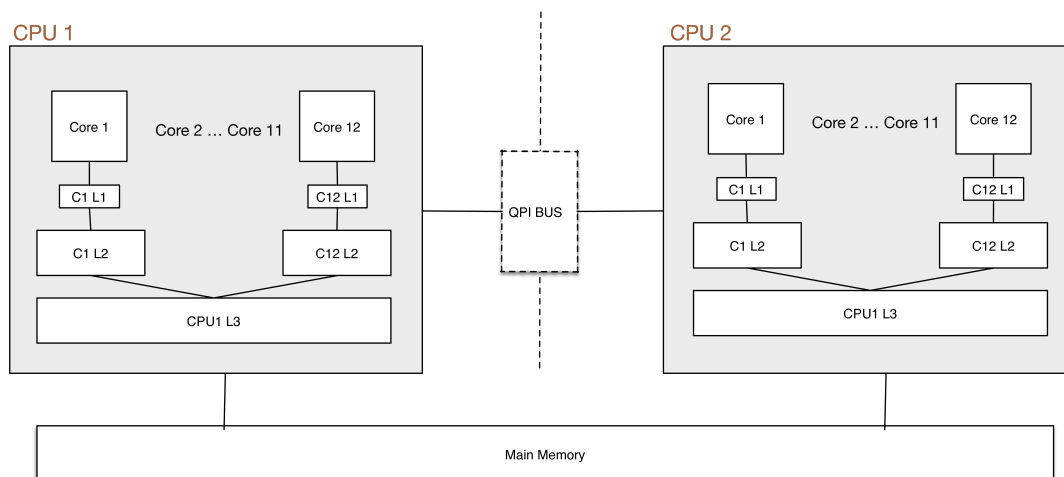 CPU 1
CPU 2
Core 1
Core 2 ... Core 11
Core 12
Core 1
Core 2 ... Core 11
Core 12
C1 L1
C12 L1
QPI BUS
C1 L1
C12 L1
C1 L2
C12 L2
C1 L2
C12 L2
CPU1 L3
CPU1 L3
Main Memory